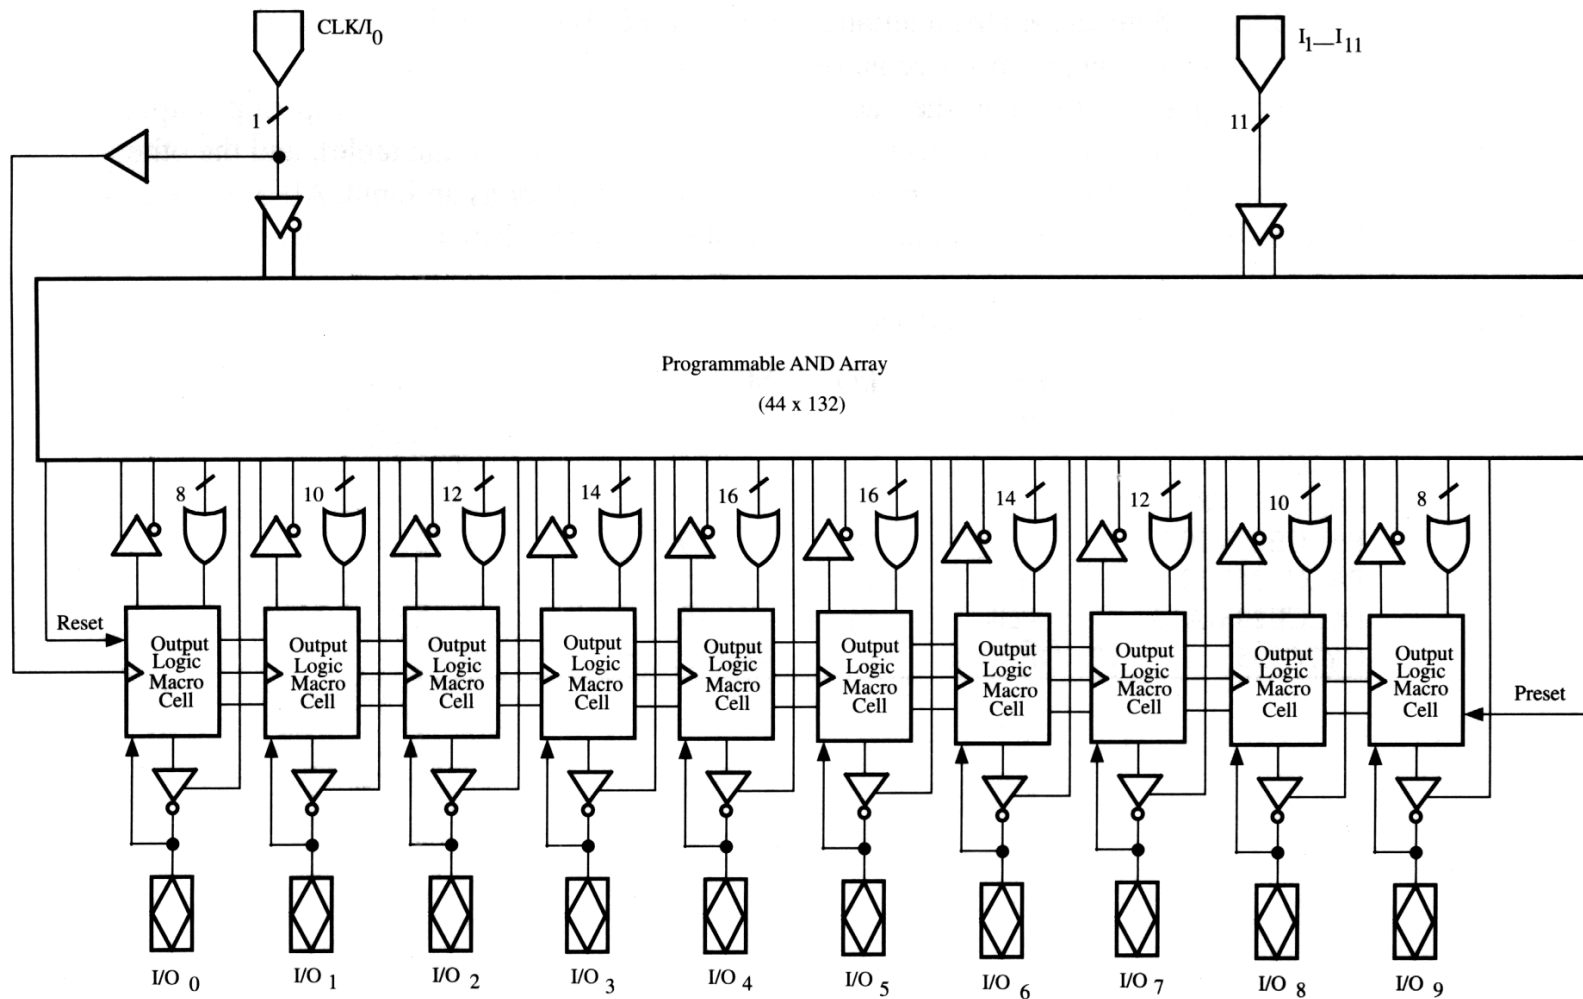 CLK/I0
I1—I11
1
11
Programmable AND Array
(44 x 132)
8
10
12
14
16
16
14
12
10
8
Reset
Output
Logic
Macro
Cell
Output
Logic
Macro
Cell
Output
Logic
Macro
Cell
Output
Logic
Macro
Cell
Output
Logic
Macro
Cell
Output
Logic
Macro
Cell
Output
Logic
Macro
Cell
Output
Logic
Macro
Cell
Output
Logic
Macro
Cell
Output
Logic
Macro
Cell
Preset
I/O 0
I/O 1
I/O 2
I/O 3
I/O 4
I/O 5
I/O 6
I/O 7
I/O 8
I/O 9